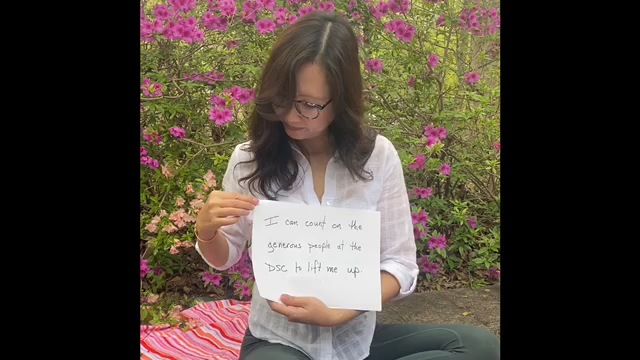 I can count on the
generous people at the
DSC to lift me up.